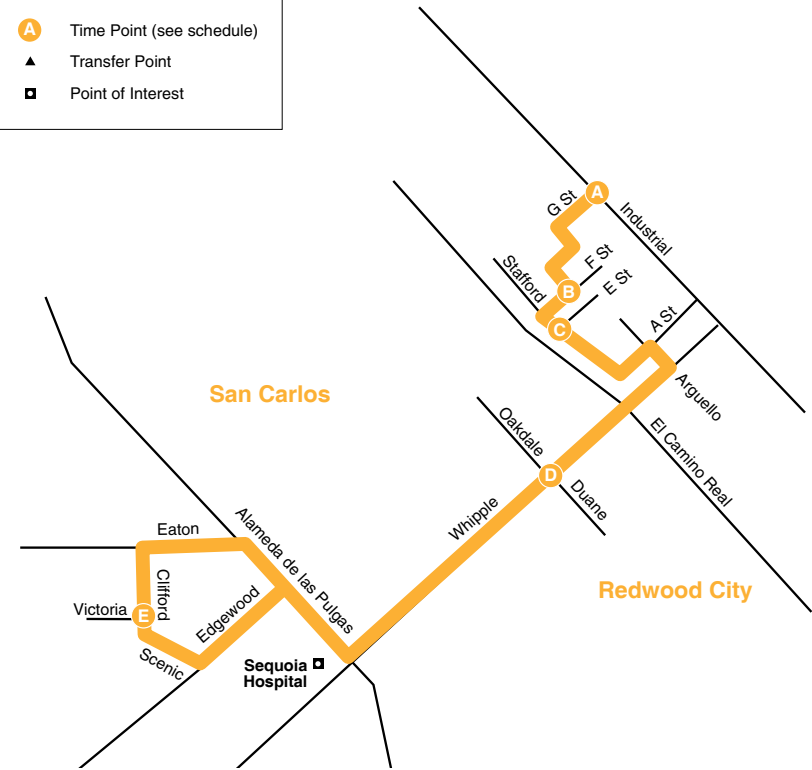 A Time Point (see schedule)
Transfer Point
Point of Interest
A
G St
Industrial
F St
Stafford
B
E St
C
A St
Arguello
San Carlos
Oakdale
El Camino Real
D
Duane
Whipple
Alameda de las Pulgas
Eaton
Redwood City
Clifford
Victoria
E
Edgewood
Scenic
Sequoia
Hospital